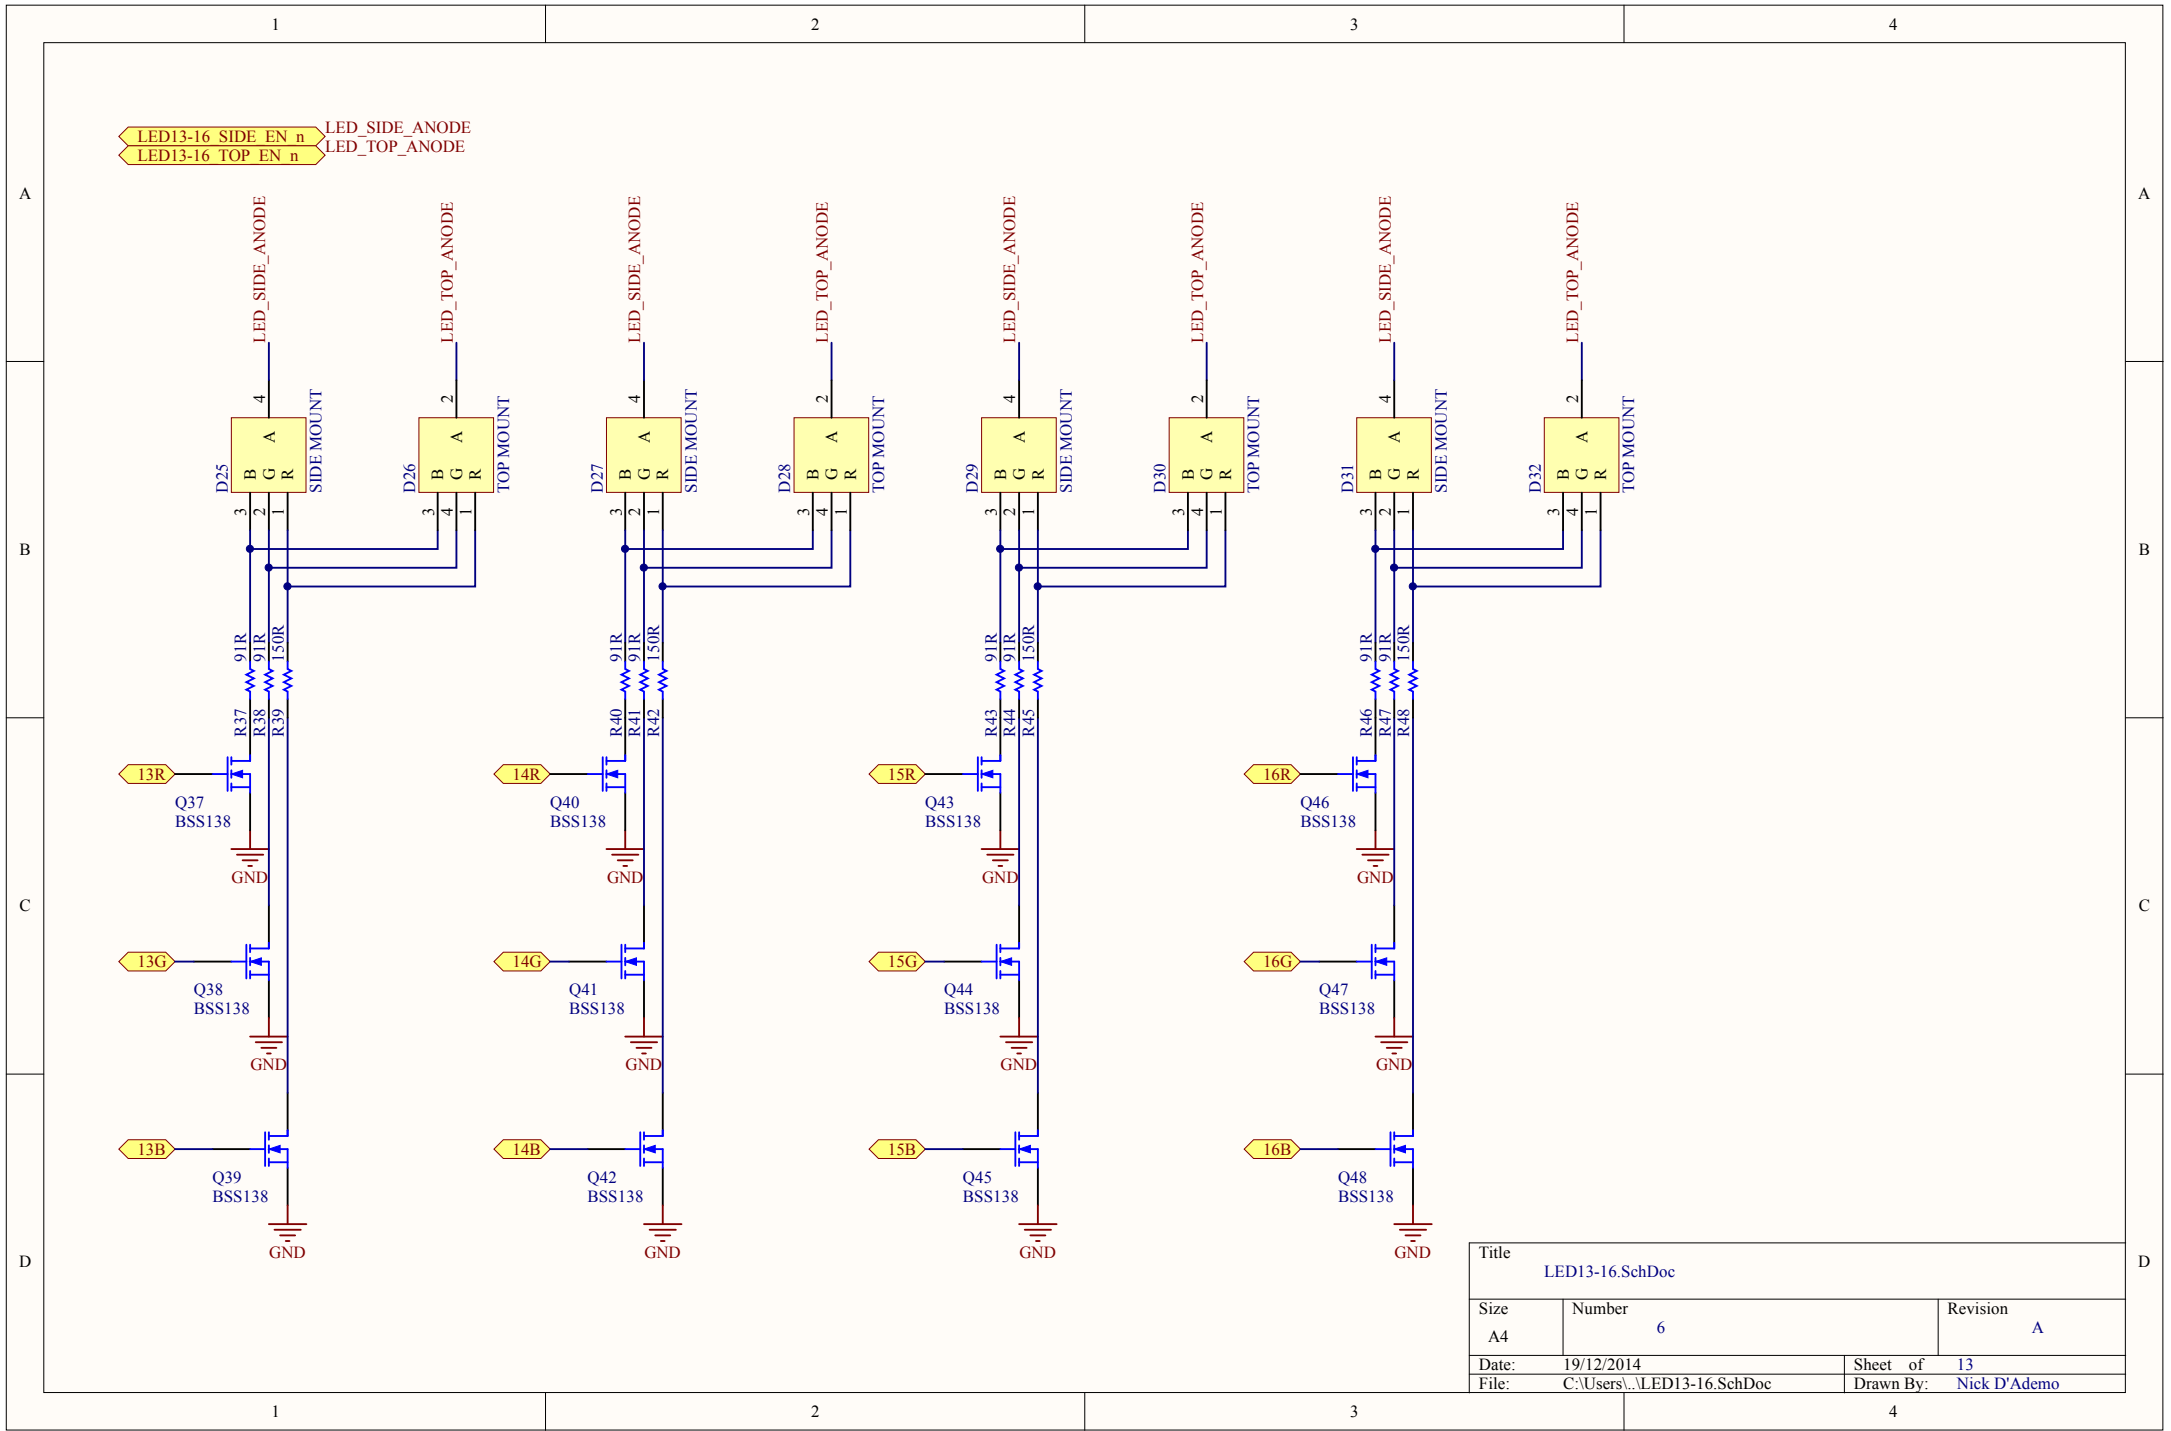 1 2 3 4
A A
B B
C C
D D
LED13-16_SIDE_EN_n LED_SIDE_ANODE
LED13-16_TOP_EN_n LED_TOP_ANODE
LED_SIDE_ANODE LED_TOP_ANODE LED_SIDE_ANODE LED_TOP_ANODE LED_SIDE_ANODE LED_TOP_ANODE LED_SIDE_ANODE LED_TOP_ANODE
4 2 4 2 4 2 4 2
A A A A A A A A
B G R B G R B G R B G R B G R B G R B G R B G R
D25 SIDE MOUNT D26 TOP MOUNT D27 SIDE MOUNT D28 TOP MOUNT D29 SIDE MOUNT D30 TOP MOUNT D31 SIDE MOUNT D32 TOP MOUNT
3 2 1 3 4 1 3 2 1 3 4 1 3 2 1 3 4 1 3 2 1 3 4 1
91R 91R 150R 91R 91R 150R 91R 91R 150R 91R 91R 150R
R37 R38 R39 R40 R41 R42 R43 R44 R45 R46 R47 R48
13R 14R 15R 16R
Q37 Q40 Q43 Q46
BSS138 BSS138 BSS138 BSS138
GND GND GND GND
13G 14G 15G 16G
Q38 Q41 Q44 Q47
BSS138 BSS138 BSS138 BSS138
GND GND GND GND
13B 14B 15B 16B
Q39 Q42 Q45 Q48
BSS138 BSS138 BSS138 BSS138
GND GND GND GND
Title
LED13-16.SchDoc
Size Number Revision
A4 6 A
Date: 19/12/2014 Sheet of 13
File: C:\Users\..\LED13-16.SchDoc Drawn By: Nick D'Ademo
1 2 3 4